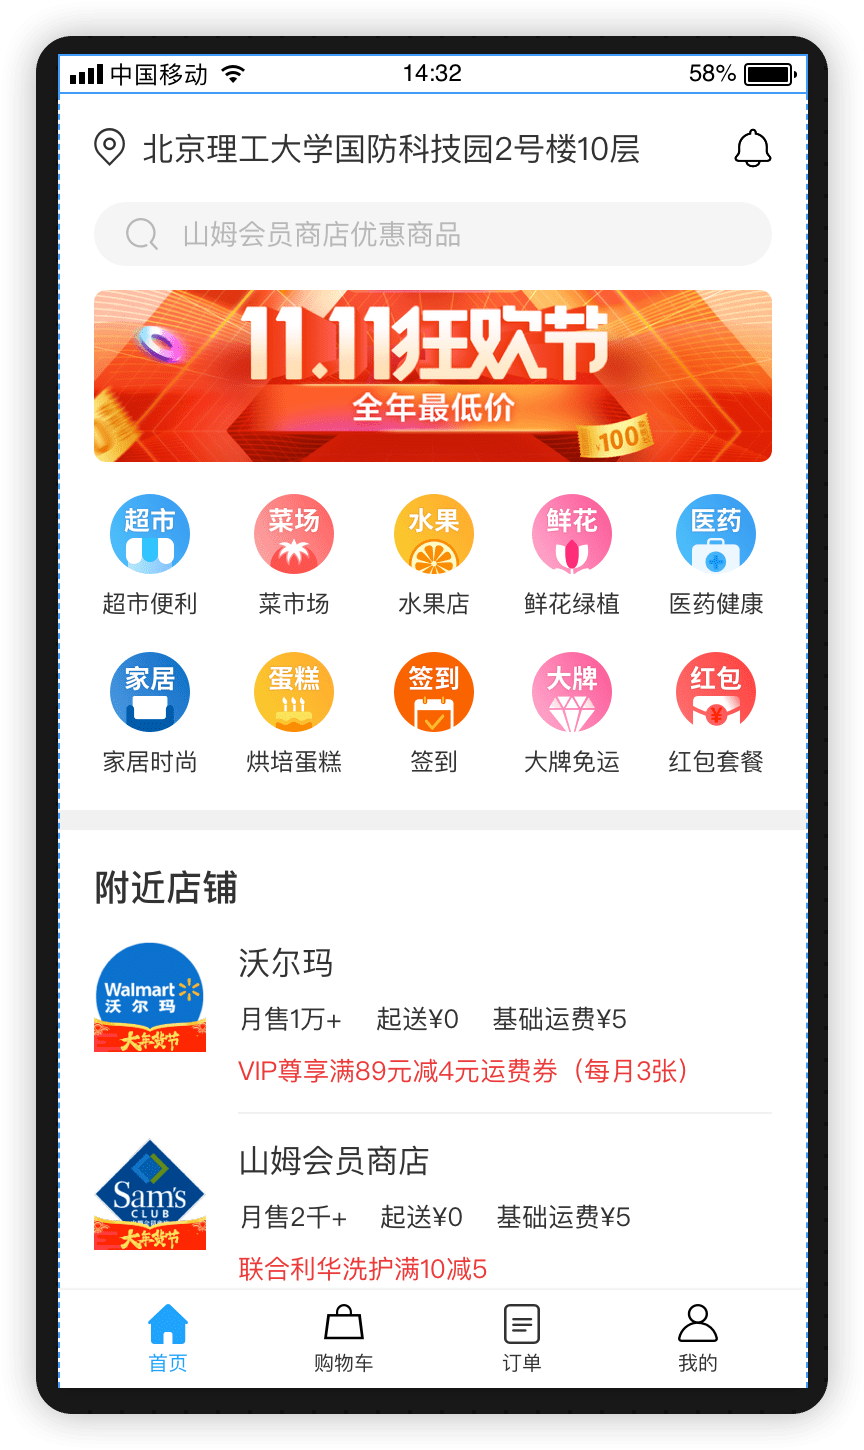 中国移动 14:32 58%
北京理工大学国防科技园2号楼10层
山姆会员商店优惠商品
11.11狂欢节
全年最低价
¥100
超市 菜场 水果 鲜花 医药
超市便利 菜市场 水果店 鲜花绿植 医药健康
家居 蛋糕 签到 大牌 红包
¥
家居时尚 烘培蛋糕 签到 大牌免运 红包套餐
附近店铺
Walmart
沃尔玛
大年货节
沃尔玛
月售1万+ 起送¥0 基础运费¥5
VIP尊享满89元减4元运费券（每月3张）
Sam's
CLUB
大年货节
山姆会员商店
月售2千+ 起送¥0 基础运费¥5
联合利华洗护满10减5
首页 购物车 订单 我的